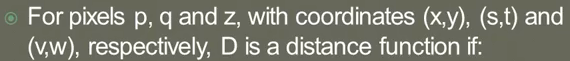 For pixels p, q and z, with coordinates (x,y), (s,t) and
(v,w), respectively, D is a distance function if: